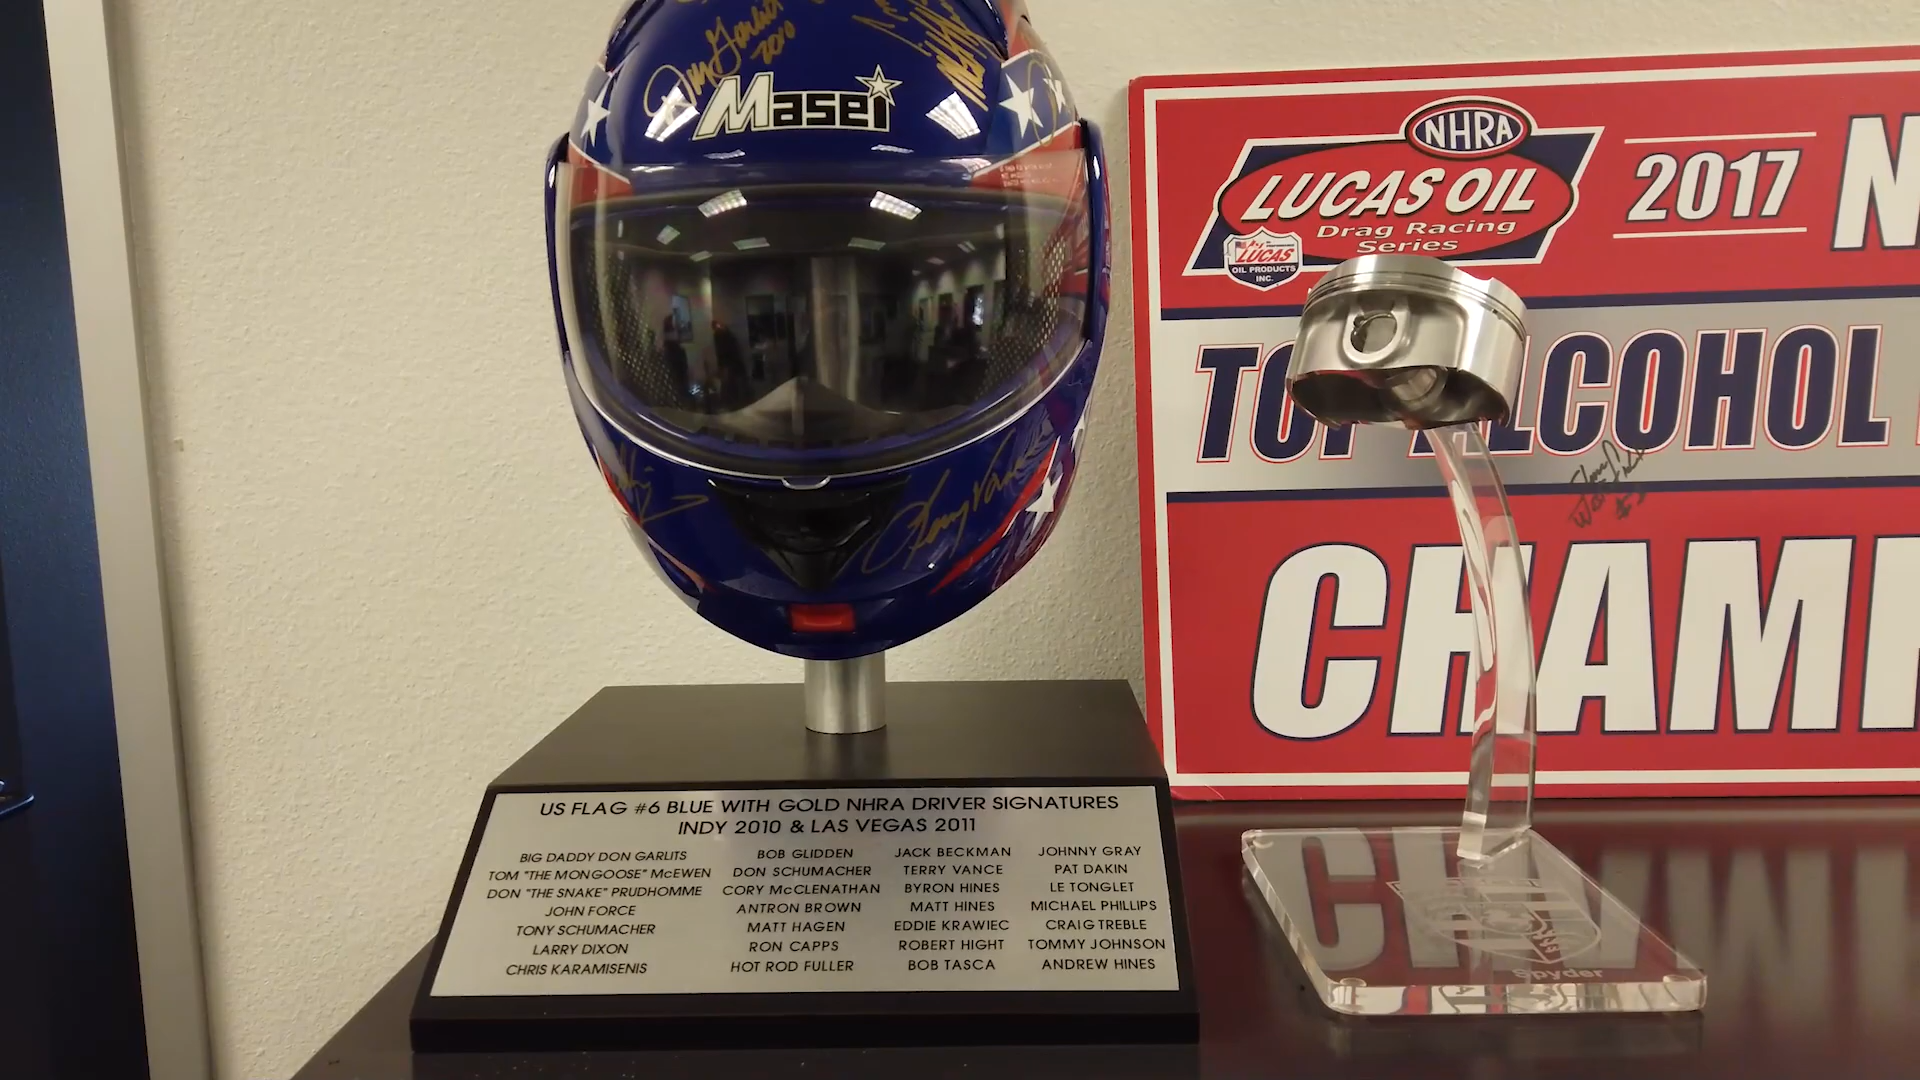 Don Garlits
2010
Masei
US FLAG #6 BLUE WITH GOLD NHRA DRIVER SIGNATURES
INDY 2010 & LAS VEGAS 2011
BIG DADDY DON GARLITS
TOM "THE MONGOOSE" McEWEN
DON "THE SNAKE" PRUDHOMME
JOHN FORCE
TONY SCHUMACHER
LARRY DIXON
CHRIS KARAMISENIS
BOB GLIDDEN
DON SCHUMACHER
CORY McCLENATHAN
ANTRON BROWN
MATT HAGEN
RON CAPPS
HOT ROD FULLER
JACK BECKMAN
TERRY VANCE
BYRON HINES
MATT HINES
EDDIE KRAWIEC
ROBERT HIGHT
BOB TASCA
JOHNNY GRAY
PAT DAKIN
LE TONGLET
MICHAEL PHILLIPS
CRAIG TREBLE
TOMMY JOHNSON
ANDREW HINES
NHRA
LUCAS OIL
Drag Racing
Series
LUCAS
OIL PRODUCTS
INC.
2017 N
TOP ALCOHOL
CHAM
Spyder